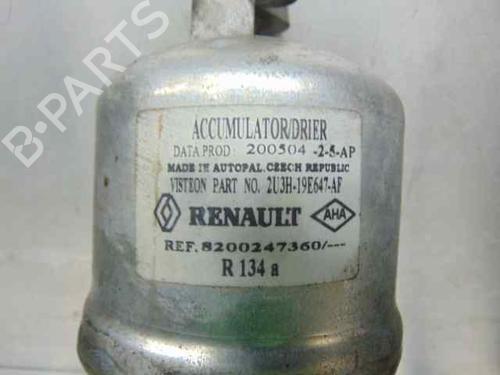 B-PARTS
ACCUMULATOR/DRIER
DATA PROD 200504 -2-5-AP
MADE IN AUTOPAL.CZECH REPUBLIC
VISTEON PART NO. 2U3H-19E647-AF
RENAULT AHA
REF.8200247360/---
R 134 a